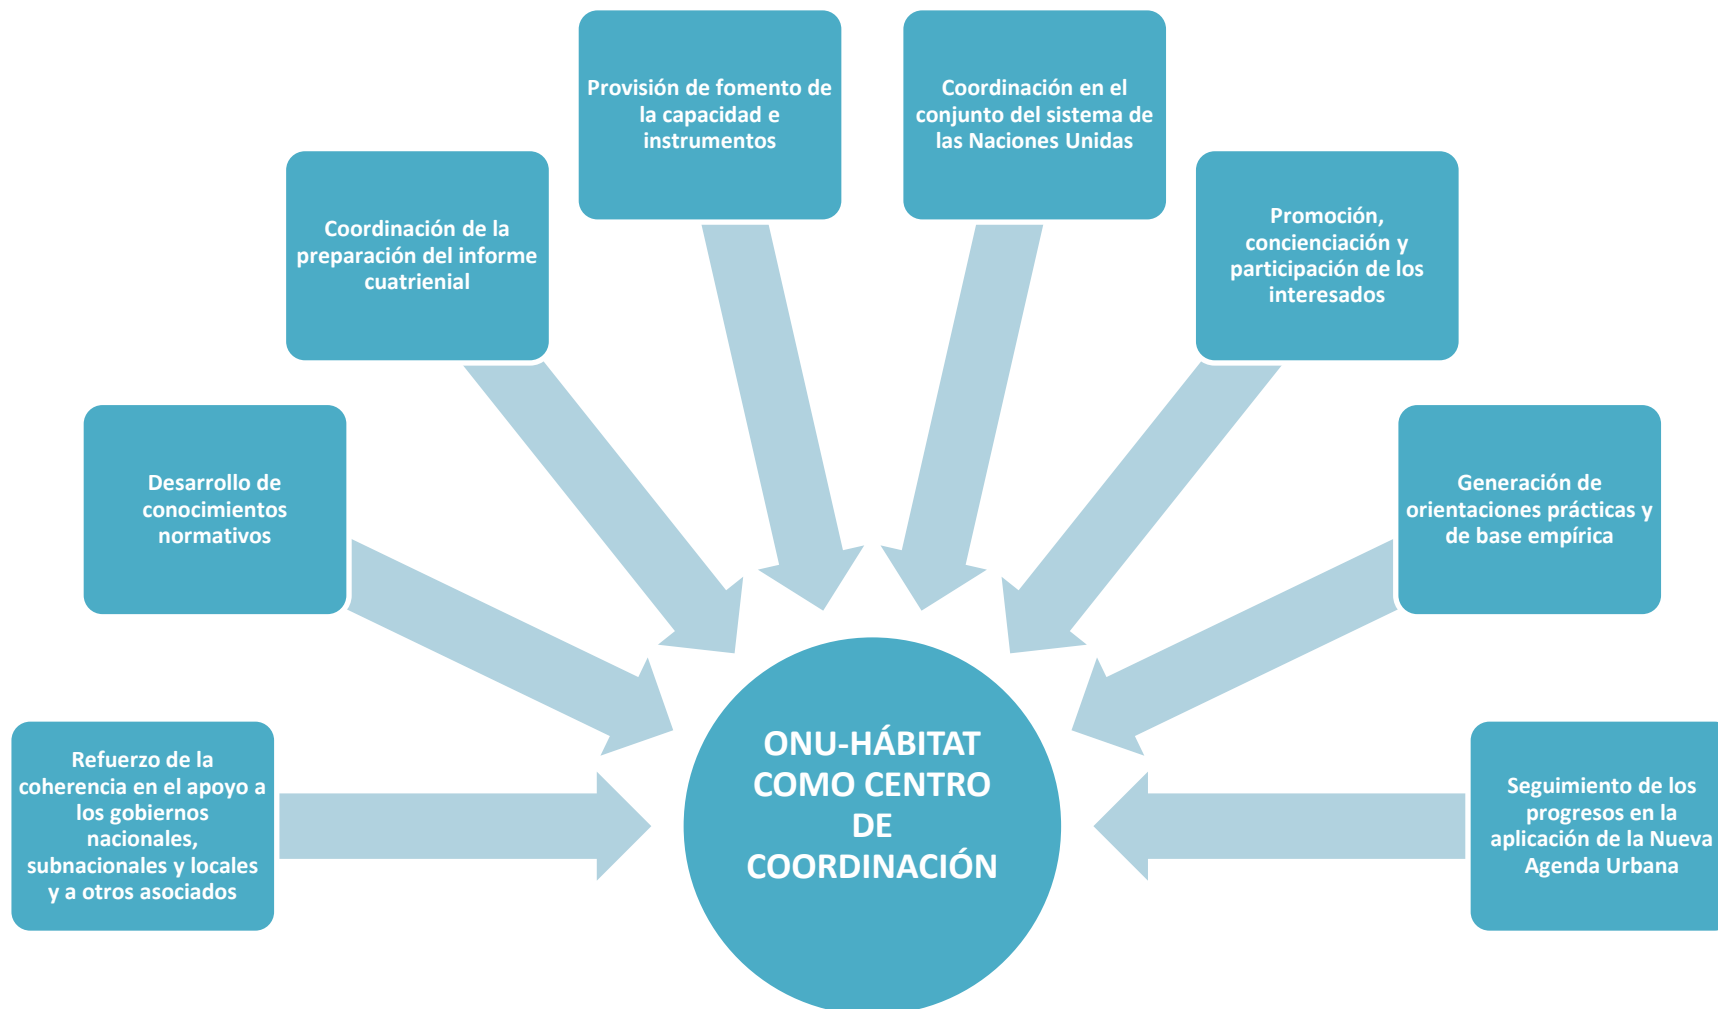 Provisión de fomento de
la capacidad e
instrumentos
Coordinación en el
conjunto del sistema de
las Naciones Unidas
Coordinación de la
preparación del informe
cuatrienial
Promoción,
concienciación y
participación de los
interesados
Desarrollo de
conocimientos
normativos
Generación de
orientaciones prácticas y
de base empírica
Refuerzo de la
coherencia en el apoyo a
los gobiernos
nacionales,
subnacionales y locales
y a otros asociados
ONU-HÁBITAT
COMO CENTRO
DE
COORDINACIÓN
Seguimiento de los
progresos en la
aplicación de la Nueva
Agenda Urbana